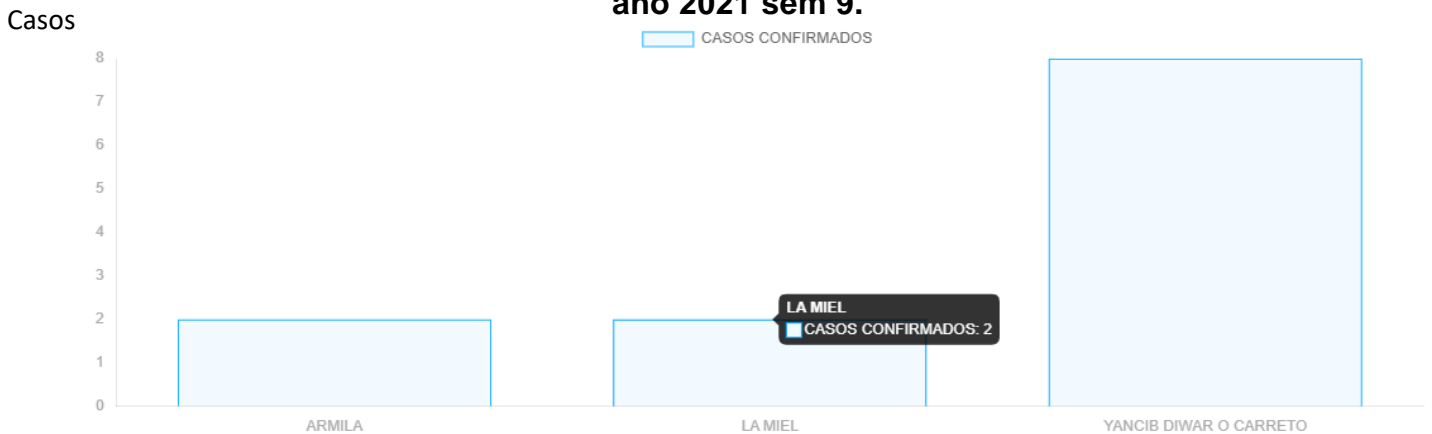 año 2021 sem 9.
Casos
CASOS CONFIRMADOS
8
7
6
5
4
3
2
1
0
LA MIEL
CASOS CONFIRMADOS: 2
ARMILA
LA MIEL
YANCIB DIWAR O CARRETO